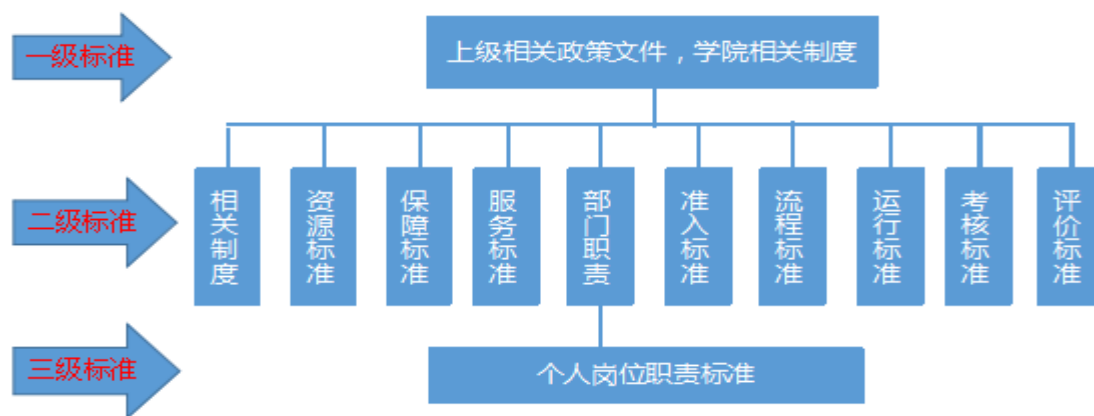 一级标准
上级相关政策文件，学院相关制度
二级标准
相关制度
资源标准
保障标准
服务标准
部门职责
准入标准
流程标准
运行标准
考核标准
评价标准
三级标准
个人岗位职责标准